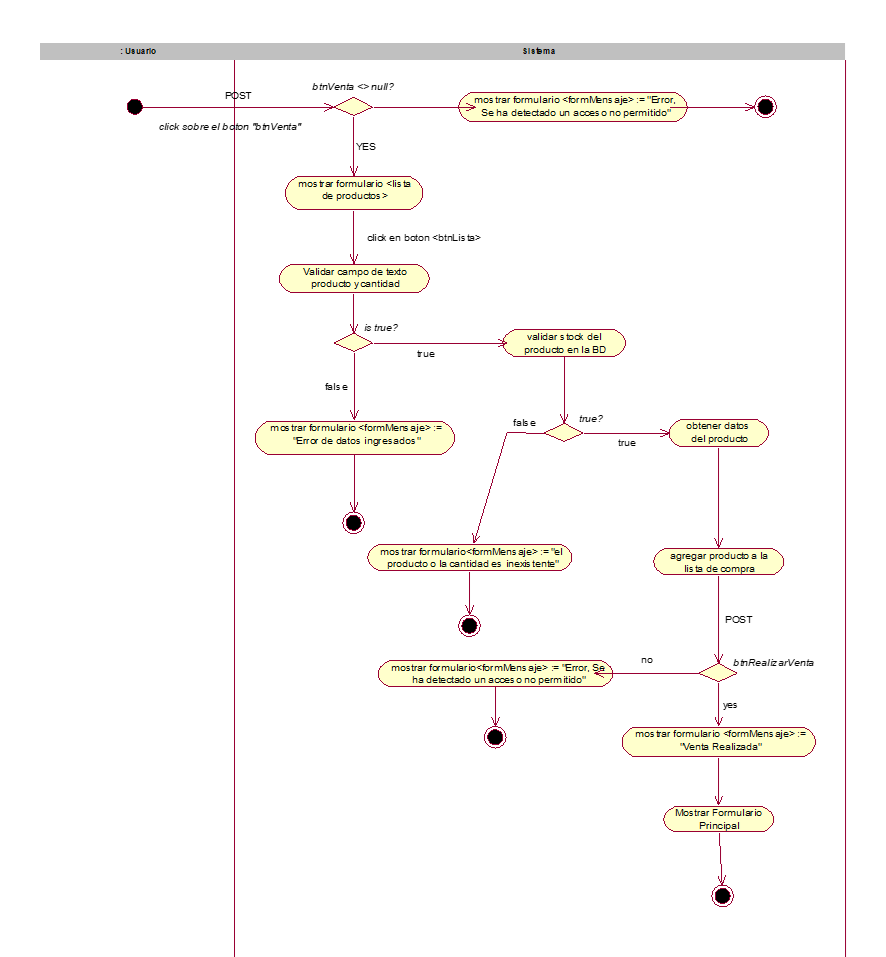 : Usuario
Sistema
btnVenta <> null?
POST
mostrar formulario <formMensaje> := "Error,
Se ha detectado un acceso no permitido"
click sobre el boton "btnVenta"
YES
mostrar formulario <lista
de productos>
click en boton <btnLista>
Validar campo de texto
producto y cantidad
is true?
true
validar stock del
producto en la BD
false
mostrar formulario <formMensaje> :=
"Error de datos ingresados"
false
true?
true
obtener datos
del producto
mostrar formulario<formMensaje> := "el
producto o la cantidad es inexistente"
agregar producto a la
lista de compra
POST
btnRealizarVenta
no
mostrar formulario<formMensaje> := "Error, Se
ha detectado un acceso no permitido"
yes
mostrar formulario <formMensaje> :=
"Venta Realizada"
Mostrar Formulario
Principal